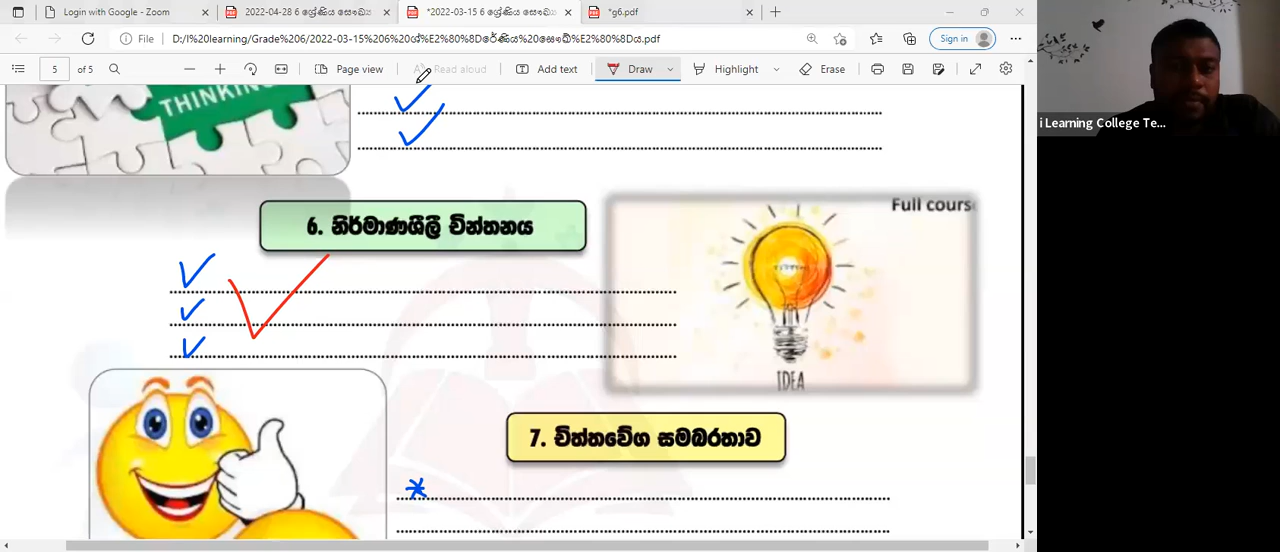 Login with Google - Zoom
2022-04-28 6 ශ්‍රේණිය සෞඛ්‍ය
*2022-03-15 6 ශ්‍රේණිය සෞඛ්‍ය
*g6.pdf
File
D:/I%20learning/Grade%206/2022-03-15%206%20ශ්%E2%80%8Dරේණිය%20සෞඛ්%E2%80%8Dය.pdf
Sign in
5 of 5
Page view
Read aloud
Add text
Draw
Highlight
Erase
THINKING
6. නිර්මාණශීලී චින්තනය
Full cours
IDEA
7. චිත්තවේග සමබරතාව
i Learning College Te...